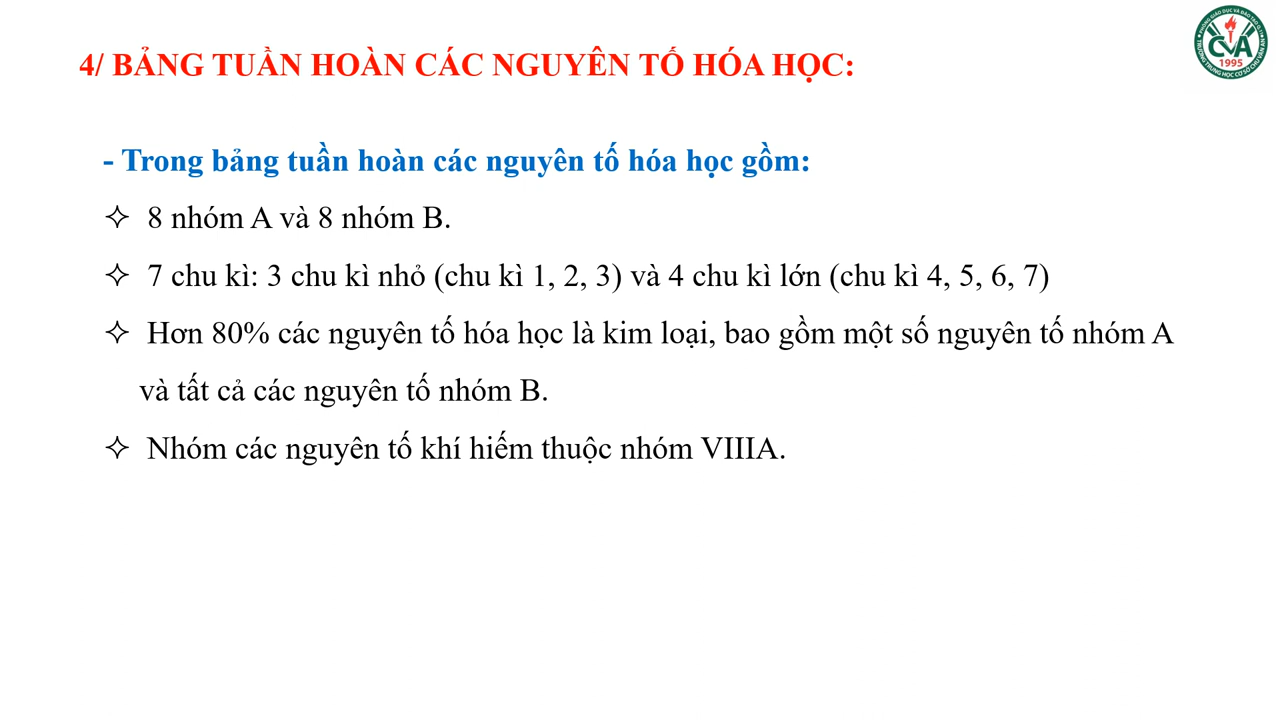 4/ BẢNG TUẦN HOÀN CÁC NGUYÊN TỐ HÓA HỌC:
CVA
1995
- Trong bảng tuần hoàn các nguyên tố hóa học gồm:
✧ 8 nhóm A và 8 nhóm B.
✧ 7 chu kì: 3 chu kì nhỏ (chu kì 1, 2, 3) và 4 chu kì lớn (chu kì 4, 5, 6, 7)
✧ Hơn 80% các nguyên tố hóa học là kim loại, bao gồm một số nguyên tố nhóm A
và tất cả các nguyên tố nhóm B.
✧ Nhóm các nguyên tố khí hiếm thuộc nhóm VIIIA.